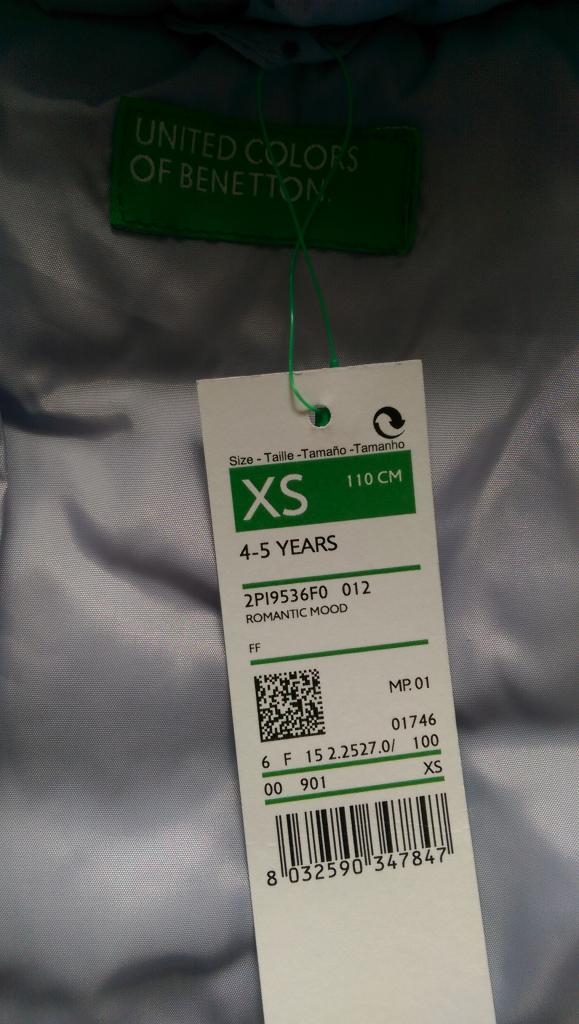 UNITED COLORS
OF BENETTON.
Size - Taille -Tamaño -Tamanho
XS 110 CM
4-5 YEARS
2PI9536F0 012
ROMANTIC MOOD
FF
MP. 01
01746
6 F 15 2.2527.0/ 100
00 901 XS
8 032590 347847